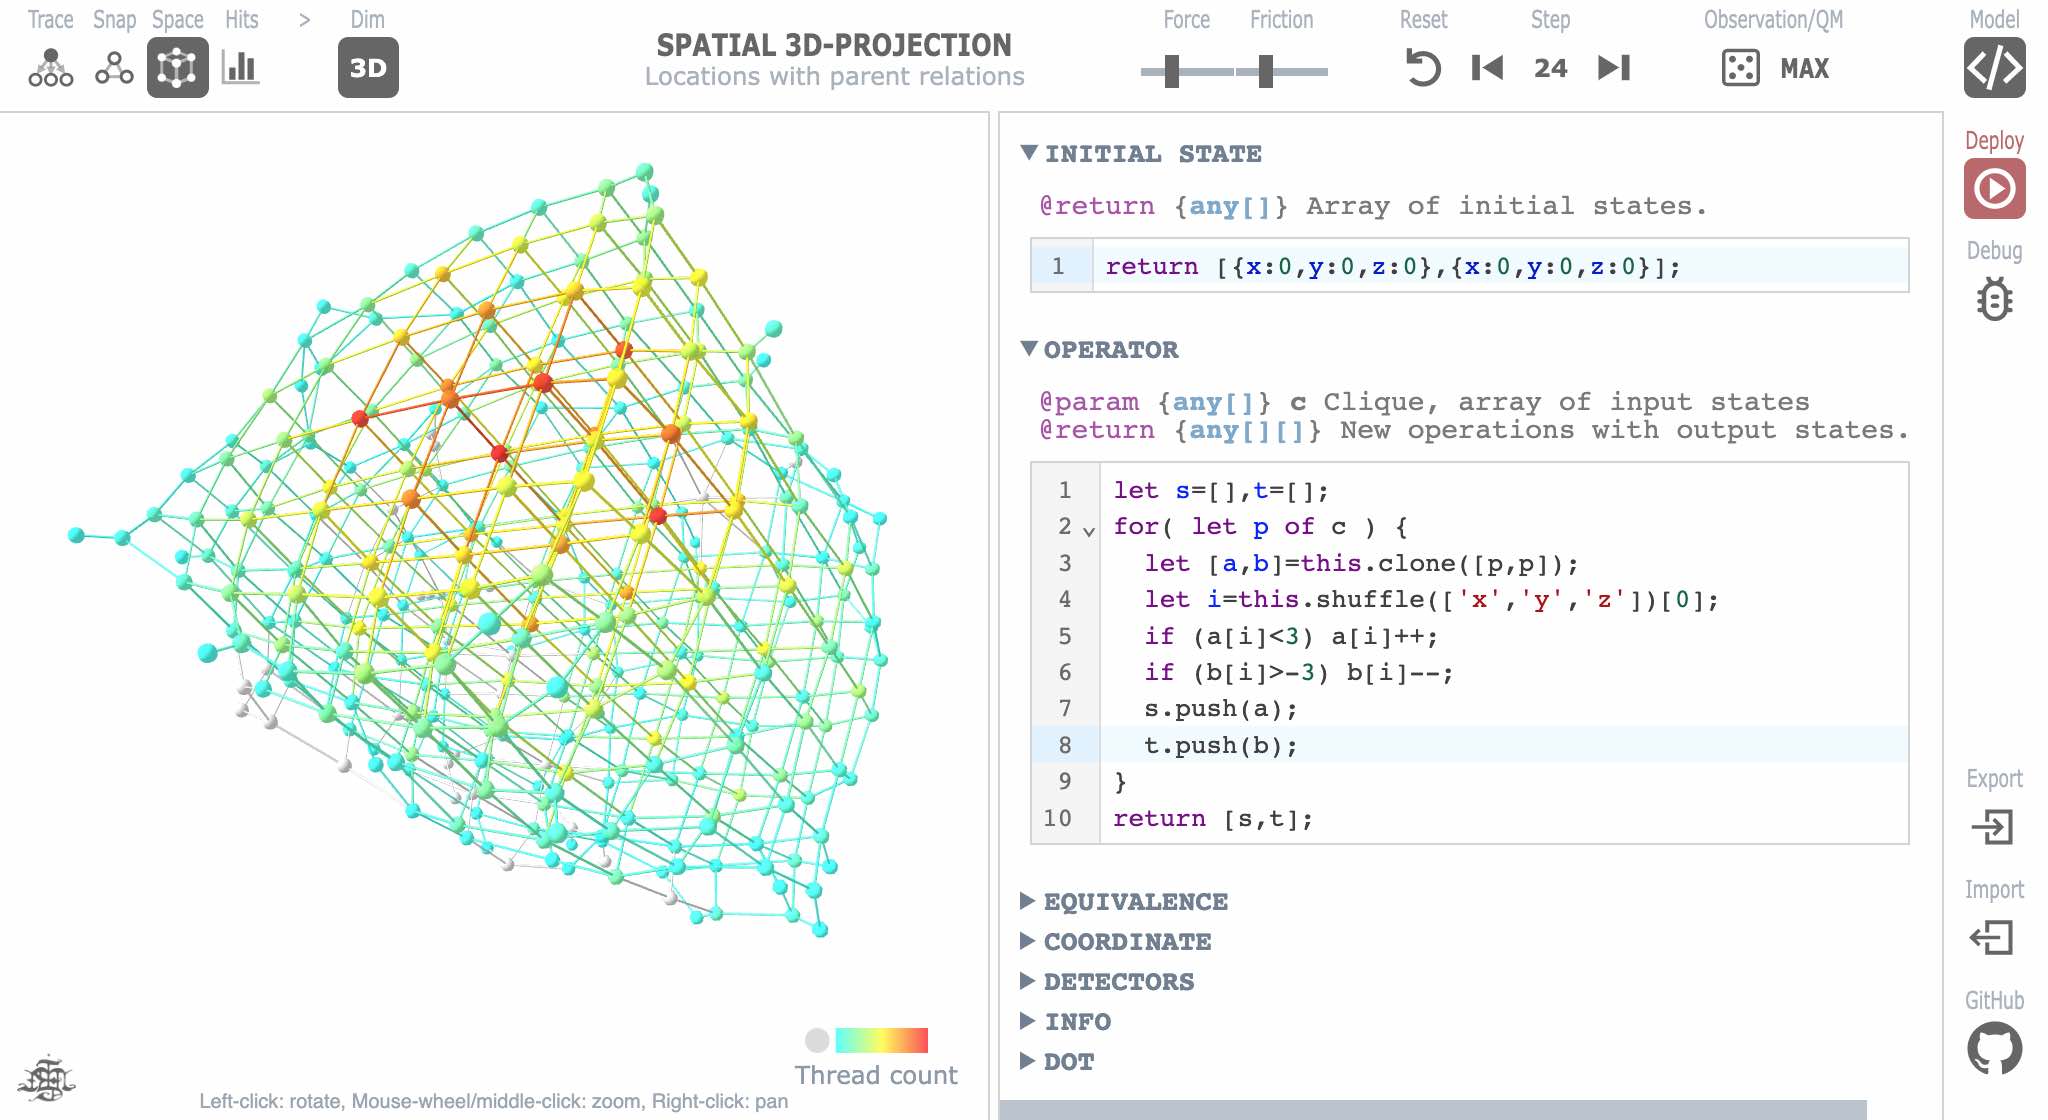 Trace Snap Space Hits > Dim
3D
SPATIAL 3D-PROJECTION
Locations with parent relations
Force Friction Reset Step Observation/QM Model
24 MAX </>
Deploy
Debug
Export
Import
GitHub
▼ INITIAL STATE
@return {any[]} Array of initial states.
1 return [{x:0,y:0,z:0},{x:0,y:0,z:0}];
▼ OPERATOR
@param {any[]} c Clique, array of input states
@return {any[][]} New operations with output states.
1 let s=[],t=[];
2 for( let p of c ) {
3 let [a,b]=this.clone([p,p]);
4 let i=this.shuffle(['x','y','z'])[0];
5 if (a[i]<3) a[i]++;
6 if (b[i]>-3) b[i]--;
7 s.push(a);
8 t.push(b);
9 }
10 return [s,t];
▶ EQUIVALENCE
▶ COORDINATE
▶ DETECTORS
▶ INFO
▶ DOT
Thread count
Left-click: rotate, Mouse-wheel/middle-click: zoom, Right-click: pan